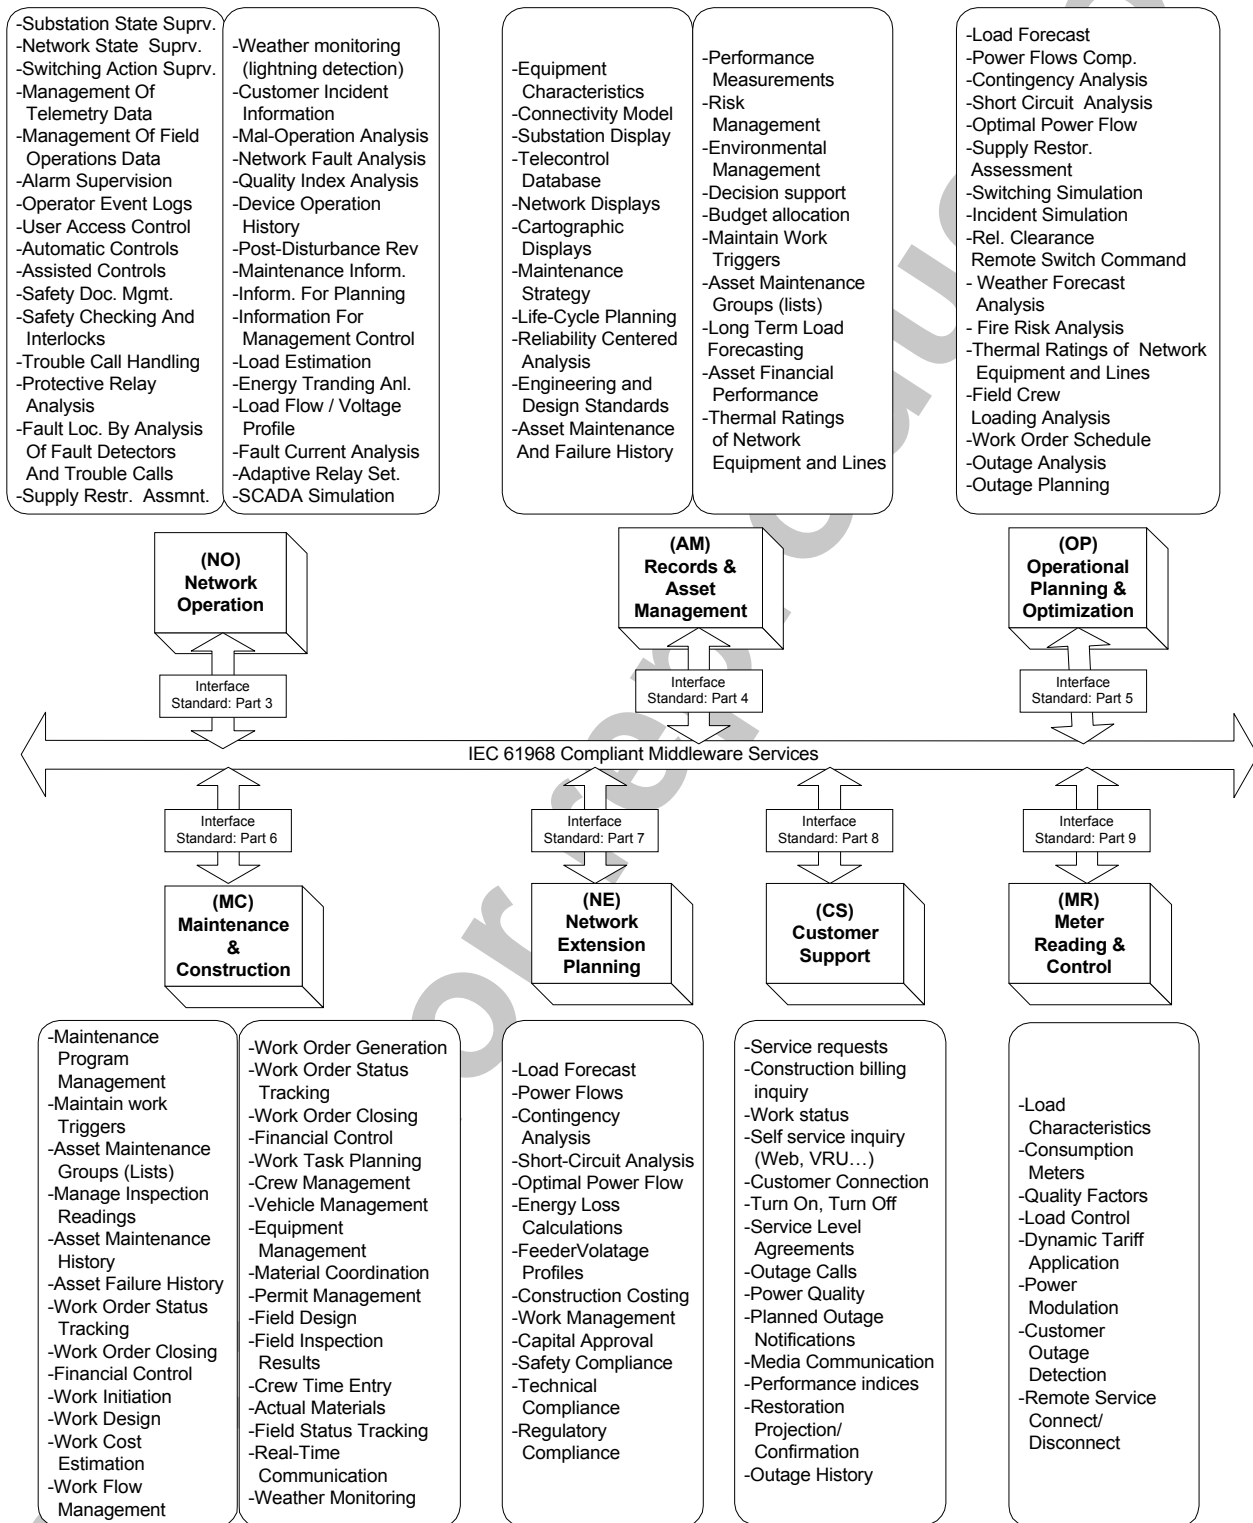 -Substation State Suprv.
-Network State Suprv.
-Switching Action Suprv.
-Management Of
Telemetry Data
-Management Of Field
Operations Data
-Alarm Supervision
-Operator Event Logs
-User Access Control
-Automatic Controls
-Assisted Controls
-Safety Doc. Mgmt.
-Safety Checking And
Interlocks
-Trouble Call Handling
-Protective Relay
Analysis
-Fault Loc. By Analysis
Of Fault Detectors
And Trouble Calls
-Supply Restr. Assmnt.
-Weather monitoring
(lightning detection)
-Customer Incident
Information
-Mal-Operation Analysis
-Network Fault Analysis
-Quality Index Analysis
-Device Operation
History
-Post-Disturbance Rev
-Maintenance Inform.
-Inform. For Planning
-Information For
Management Control
-Load Estimation
-Energy Tranding Anl.
-Load Flow / Voltage
Profile
-Fault Current Analysis
-Adaptive Relay Set.
-SCADA Simulation
-Equipment
Characteristics
-Connectivity Model
-Substation Display
-Telecontrol
Database
-Network Displays
-Cartographic
Displays
-Maintenance
Strategy
-Life-Cycle Planning
-Reliability Centered
Analysis
-Engineering and
Design Standards
-Asset Maintenance
And Failure History
-Performance
Measurements
-Risk
Management
-Environmental
Management
-Decision support
-Budget allocation
-Maintain Work
Triggers
-Asset Maintenance
Groups (lists)
-Long Term Load
Forecasting
-Asset Financial
Performance
-Thermal Ratings
of Network
Equipment and Lines
-Load Forecast
-Power Flows Comp.
-Contingency Analysis
-Short Circuit Analysis
-Optimal Power Flow
-Supply Restor.
Assessment
-Switching Simulation
-Incident Simulation
-Rel. Clearance
Remote Switch Command
- Weather Forecast
Analysis
- Fire Risk Analysis
-Thermal Ratings of Network
Equipment and Lines
-Field Crew
Loading Analysis
-Work Order Schedule
-Outage Analysis
-Outage Planning
(NO)
Network
Operation
(AM)
Records &
Asset
Management
(OP)
Operational
Planning &
Optimization
Interface
Standard: Part 3
Interface
Standard: Part 4
Interface
Standard: Part 5
IEC 61968 Compliant Middleware Services
Interface
Standard: Part 6
Interface
Standard: Part 7
Interface
Standard: Part 8
Interface
Standard: Part 9
(MC)
Maintenance
&
Construction
(NE)
Network
Extension
Planning
(CS)
Customer
Support
(MR)
Meter
Reading &
Control
-Maintenance
Program
Management
-Maintain work
Triggers
-Asset Maintenance
Groups (Lists)
-Manage Inspection
Readings
-Asset Maintenance
History
-Asset Failure History
-Work Order Status
Tracking
-Work Order Closing
-Financial Control
-Work Initiation
-Work Design
-Work Cost
Estimation
-Work Flow
Management
-Work Order Generation
-Work Order Status
Tracking
-Work Order Closing
-Financial Control
-Work Task Planning
-Crew Management
-Vehicle Management
-Equipment
Management
-Material Coordination
-Permit Management
-Field Design
-Field Inspection
Results
-Crew Time Entry
-Actual Materials
-Field Status Tracking
-Real-Time
Communication
-Weather Monitoring
-Load Forecast
-Power Flows
-Contingency
Analysis
-Short-Circuit Analysis
-Optimal Power Flow
-Energy Loss
Calculations
-FeederVolatage
Profiles
-Construction Costing
-Work Management
-Capital Approval
-Safety Compliance
-Technical
Compliance
-Regulatory
Compliance
-Service requests
-Construction billing
inquiry
-Work status
-Self service inquiry
(Web, VRU…)
-Customer Connection
-Turn On, Turn Off
-Service Level
Agreements
-Outage Calls
-Power Quality
-Planned Outage
Notifications
-Media Communication
-Performance indices
-Restoration
Projection/
Confirmation
-Outage History
-Load
Characteristics
-Consumption
Meters
-Quality Factors
-Load Control
-Dynamic Tariff
Application
-Power
Modulation
-Customer
Outage
Detection
-Remote Service
Connect/
Disconnect